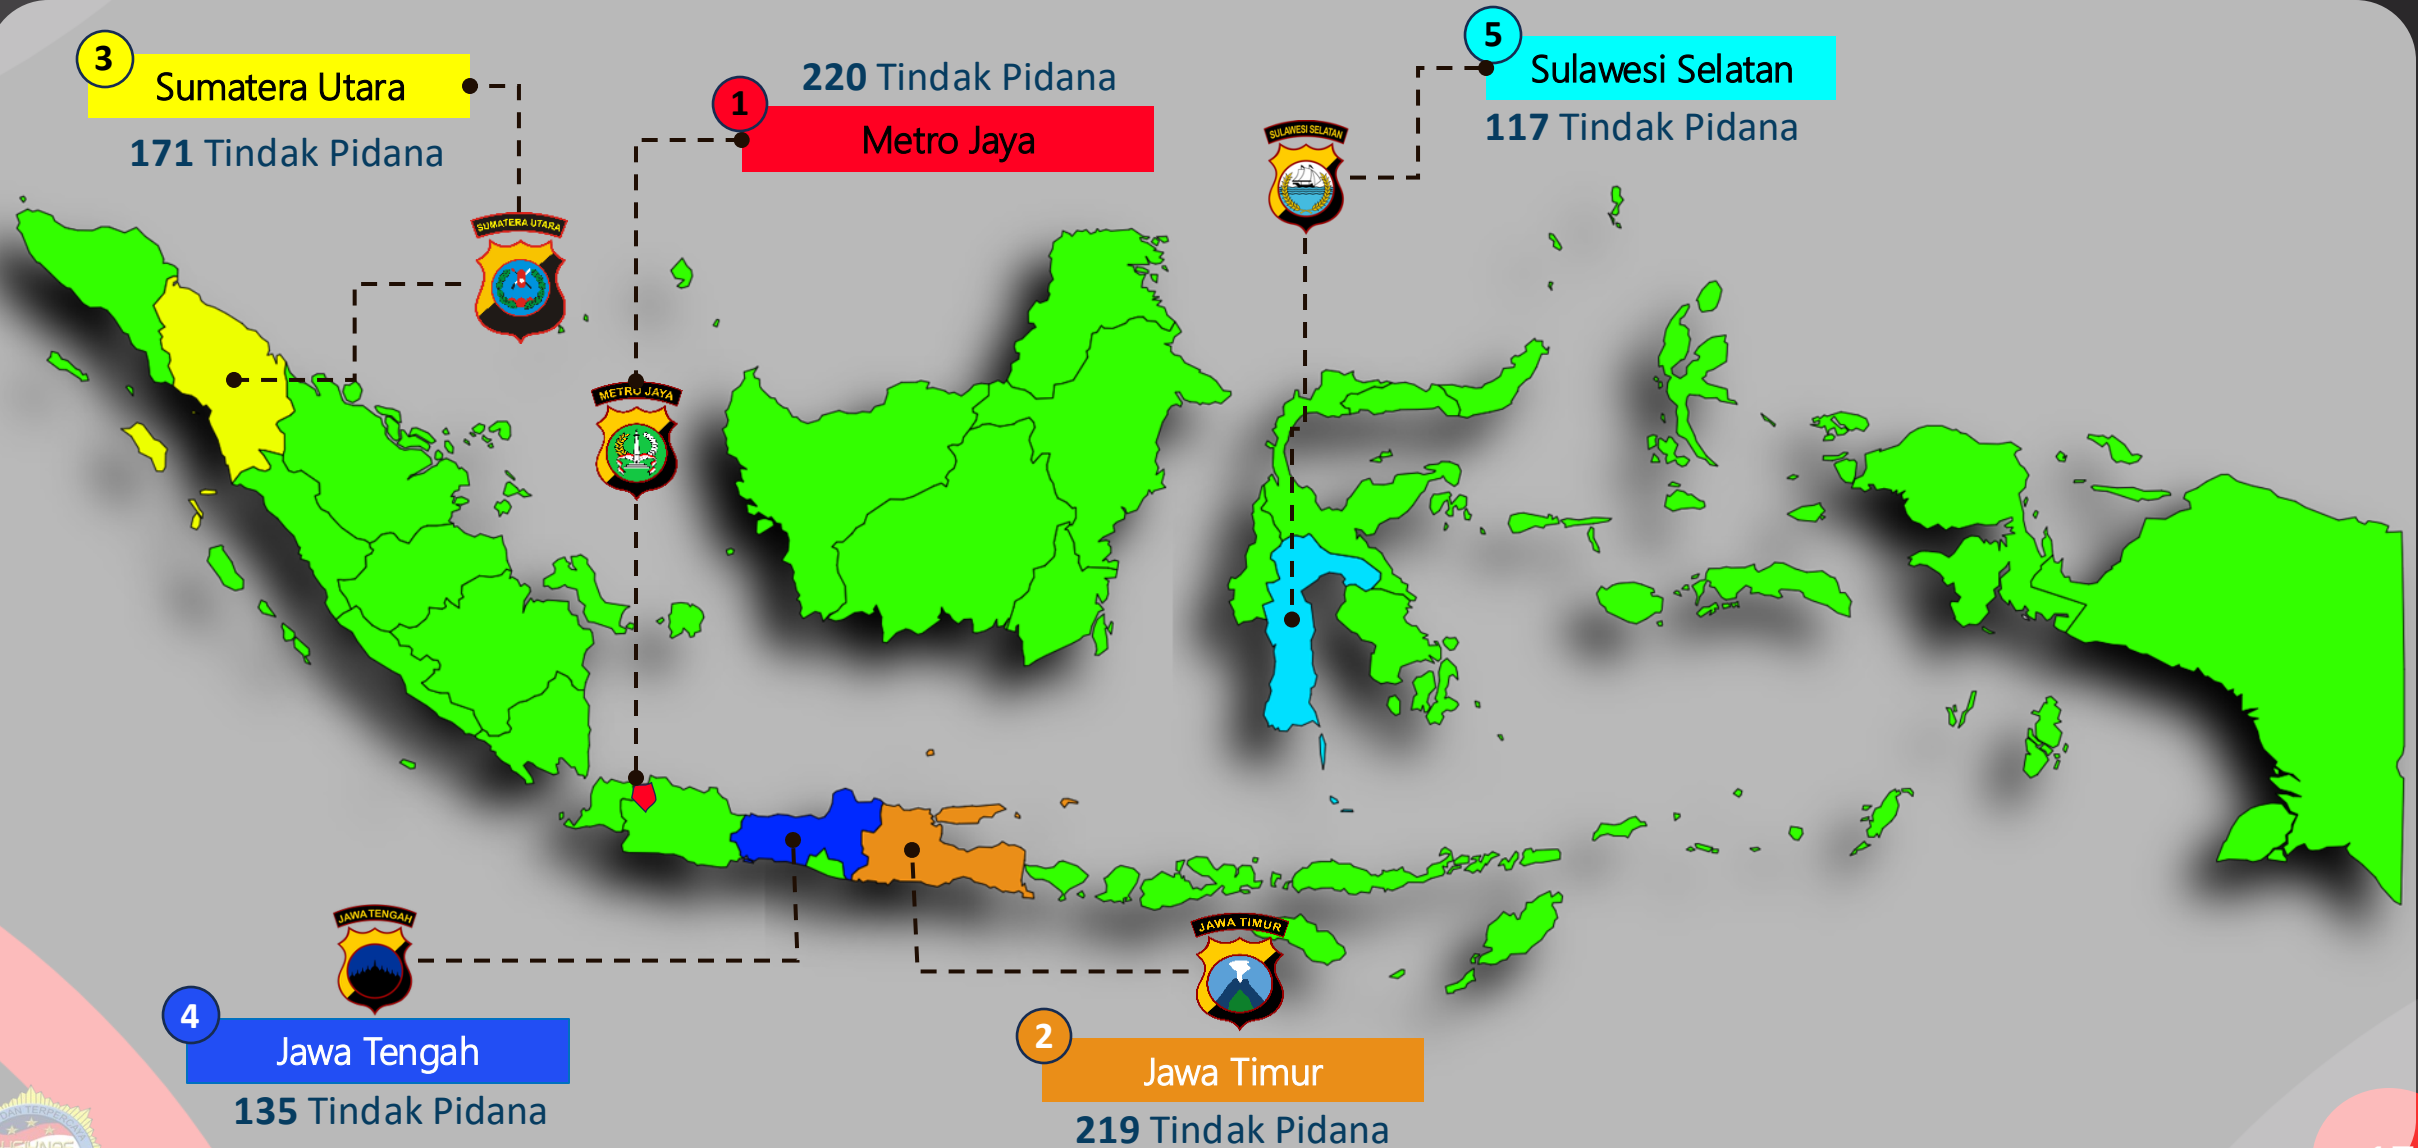 3
Sumatera Utara
171 Tindak Pidana
SUMATERA UTARA
220 Tindak Pidana
1
Metro Jaya
METRO JAYA
5
Sulawesi Selatan
117 Tindak Pidana
SULAWESI SELATAN
JAWA TENGAH
4
Jawa Tengah
135 Tindak Pidana
JAWA TIMUR
2
Jawa Timur
219 Tindak Pidana
DAN TERPERCAYA